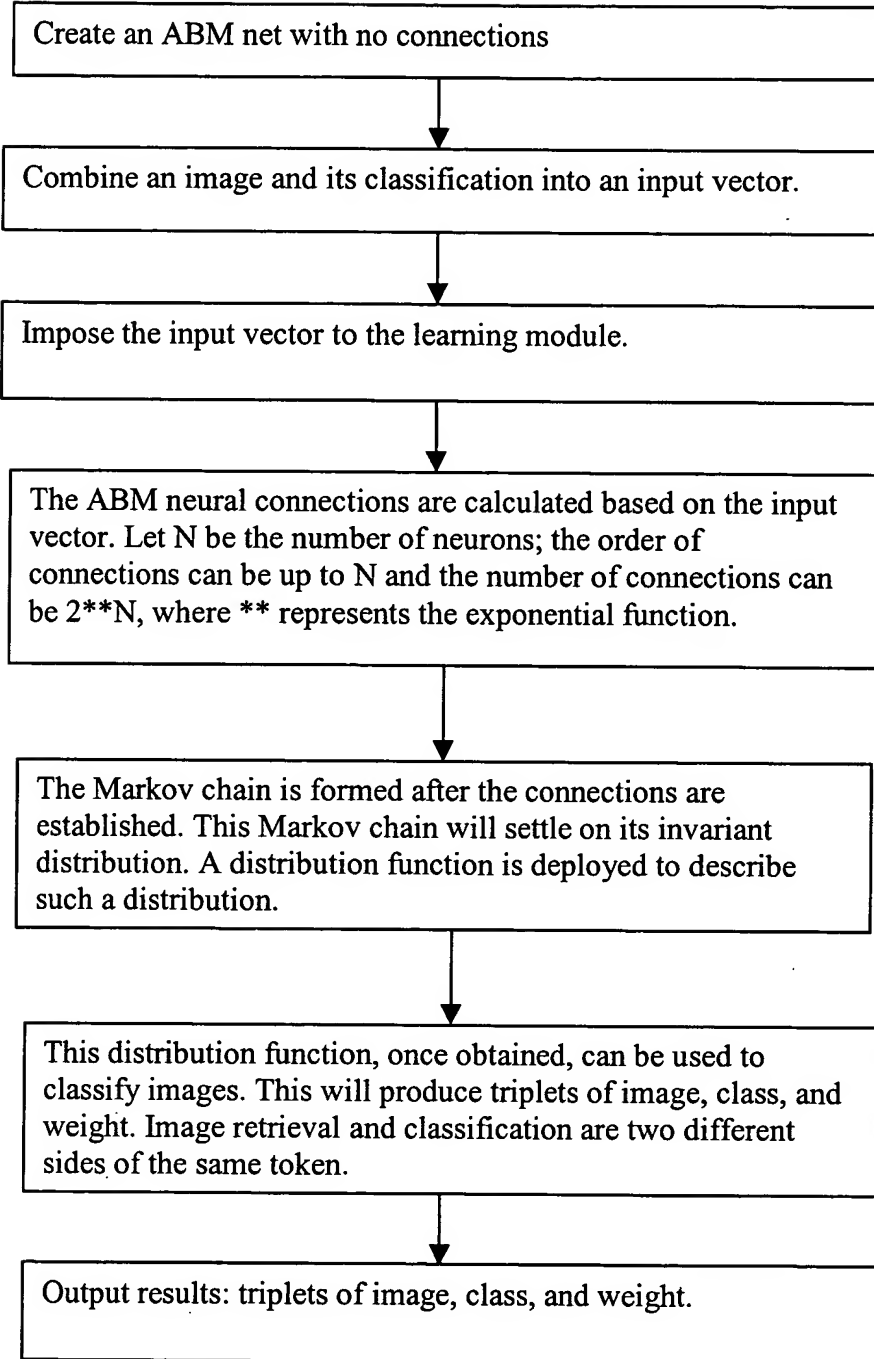 Create an ABM net with no connections
Combine an image and its classification into an input vector.
Impose the input vector to the learning module.
The ABM neural connections are calculated based on the input
vector. Let N be the number of neurons; the order of
connections can be up to N and the number of connections can
be 2**N, where ** represents the exponential function.
The Markov chain is formed after the connections are
established. This Markov chain will settle on its invariant
distribution. A distribution function is deployed to describe
such a distribution.
This distribution function, once obtained, can be used to
classify images. This will produce triplets of image, class, and
weight. Image retrieval and classification are two different
sides of the same token.
Output results: triplets of image, class, and weight.